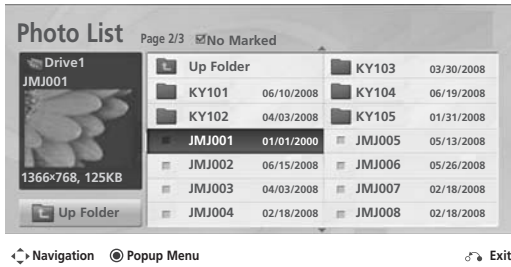 Photo List Page 2/3 No Marked
Drive1
JMJ001
1366×768, 125KB
Up Folder
Up Folder
KY101 06/10/2008
KY102 04/03/2008
JMJ001 01/01/2000
JMJ002 06/15/2008
JMJ003 04/03/2008
JMJ004 02/18/2008
KY103 03/30/2008
KY104 06/19/2008
KY105 01/31/2008
JMJ005 05/13/2008
JMJ006 05/26/2008
JMJ007 02/18/2008
JMJ008 02/18/2008
Navigation Popup Menu Exit